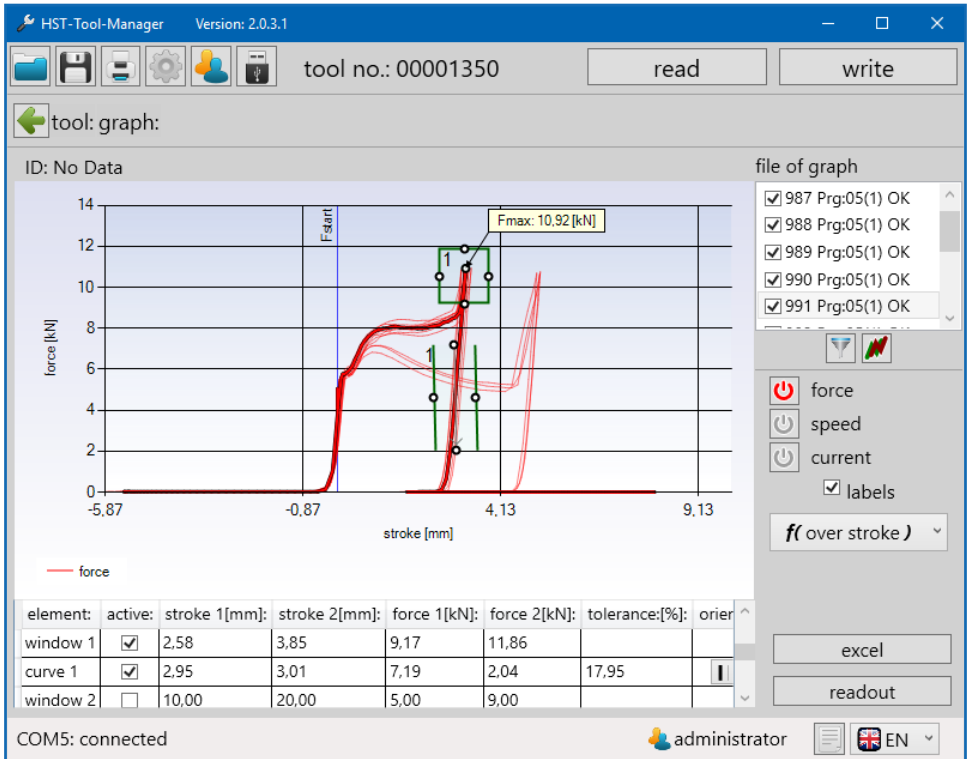 HST-Tool-Manager Version: 2.0.3.1
tool no.: 00001350 read write
tool: graph:
ID: No Data
file of graph
987 Prg:05(1) OK
988 Prg:05(1) OK
989 Prg:05(1) OK
990 Prg:05(1) OK
991 Prg:05(1) OK
14
12
10
8
6
4
2
0
force [kN]
Fstart
Fmax: 10,92 [kN]
1
1
-5,87 -0,87 4,13 9,13
stroke [mm]
force
force
speed
current
labels
f( over stroke )
element: active: stroke 1[mm]: stroke 2[mm]: force 1[kN]: force 2[kN]: tolerance:[%]: orier
window 1 2,58 3,85 9,17 11,86
curve 1 2,95 3,01 7,19 2,04 17,95
window 2 10,00 20,00 5,00 9,00
excel
readout
COM5: connected administrator EN